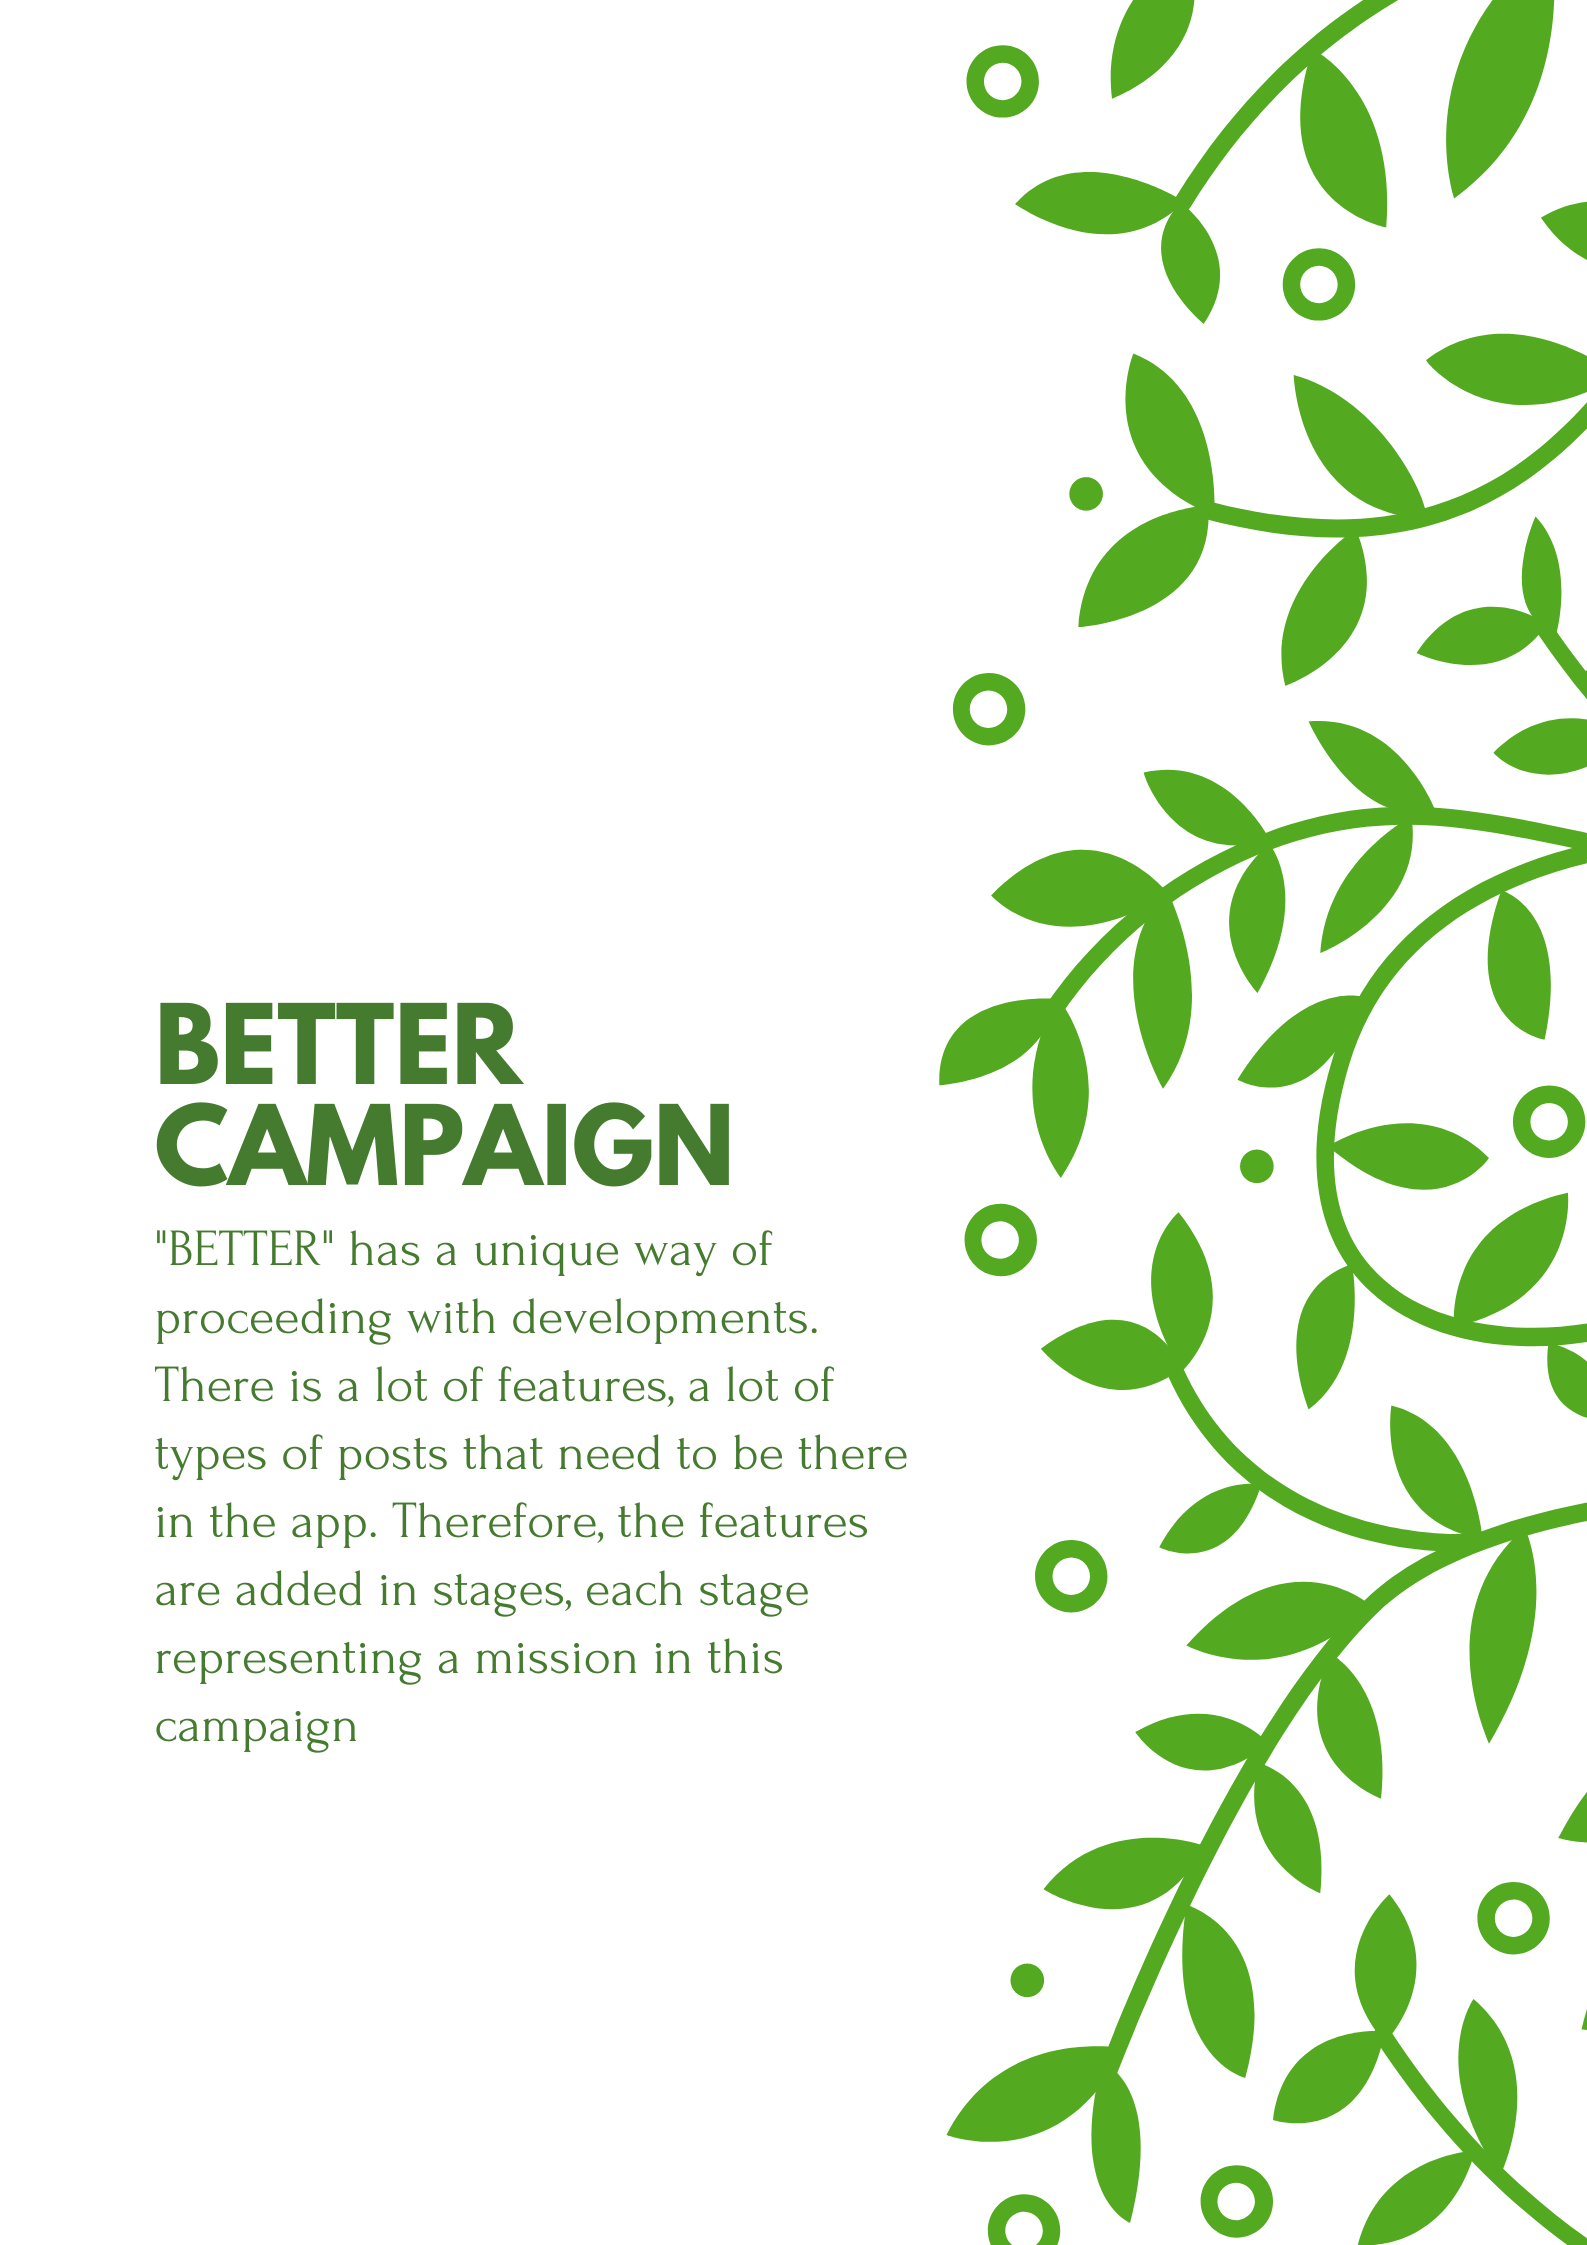 BETTER
CAMPAIGN
"BETTER" has a unique way of
proceeding with developments.
There is a lot of features, a lot of
types of posts that need to be there
in the app. Therefore, the features
are added in stages, each stage
representing a mission in this
campaign